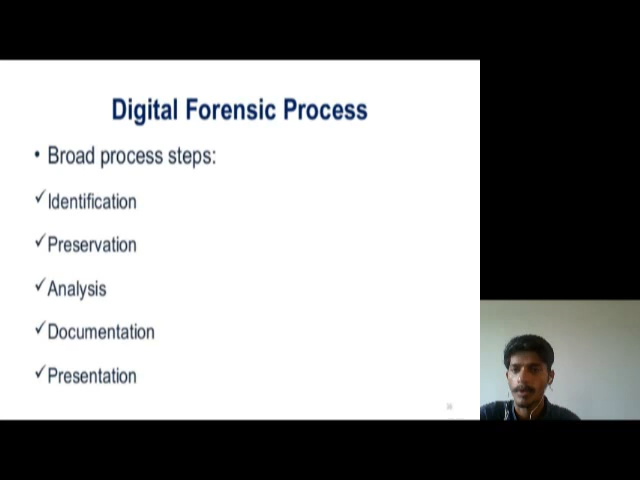 Digital Forensic Process
• Broad process steps:
✓Identification
✓Preservation
✓Analysis
✓Documentation
✓Presentation